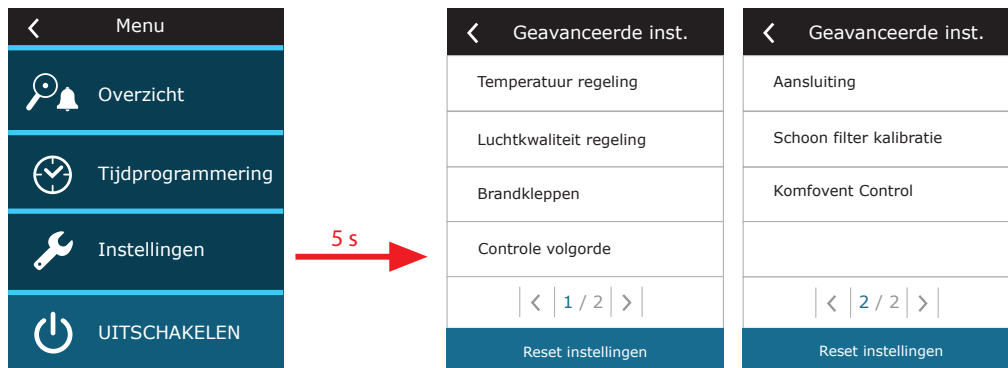 Menu
Overzicht
Tijdprogrammering
Instellingen
UITSCHAKELEN
5 s
Geavanceerde inst.
Temperatuur regeling
Luchtkwaliteit regeling
Brandkleppen
Controle volgorde
1 / 2
Reset instellingen
Geavanceerde inst.
Aansluiting
Schoon filter kalibratie
Komfovent Control
2 / 2
Reset instellingen